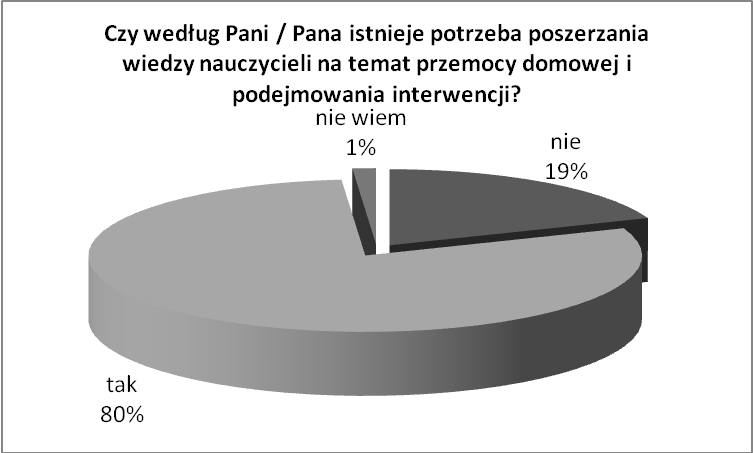 Czy według Pani / Pana istnieje potrzeba poszerzania
wiedzy nauczycieli na temat przemocy domowej i
podejmowania interwencji?
nie wiem
1%
nie
19%
tak
80%